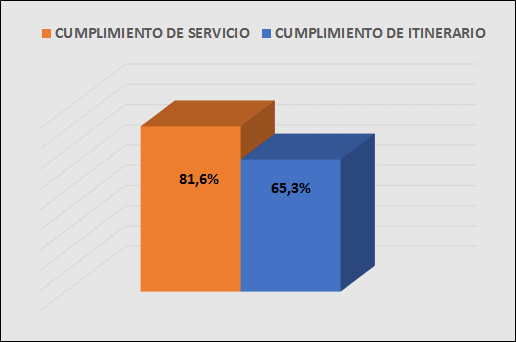 CUMPLIMIENTO DE SERVICIO CUMPLIMIENTO DE ITINERARIO
81,6%
65,3%